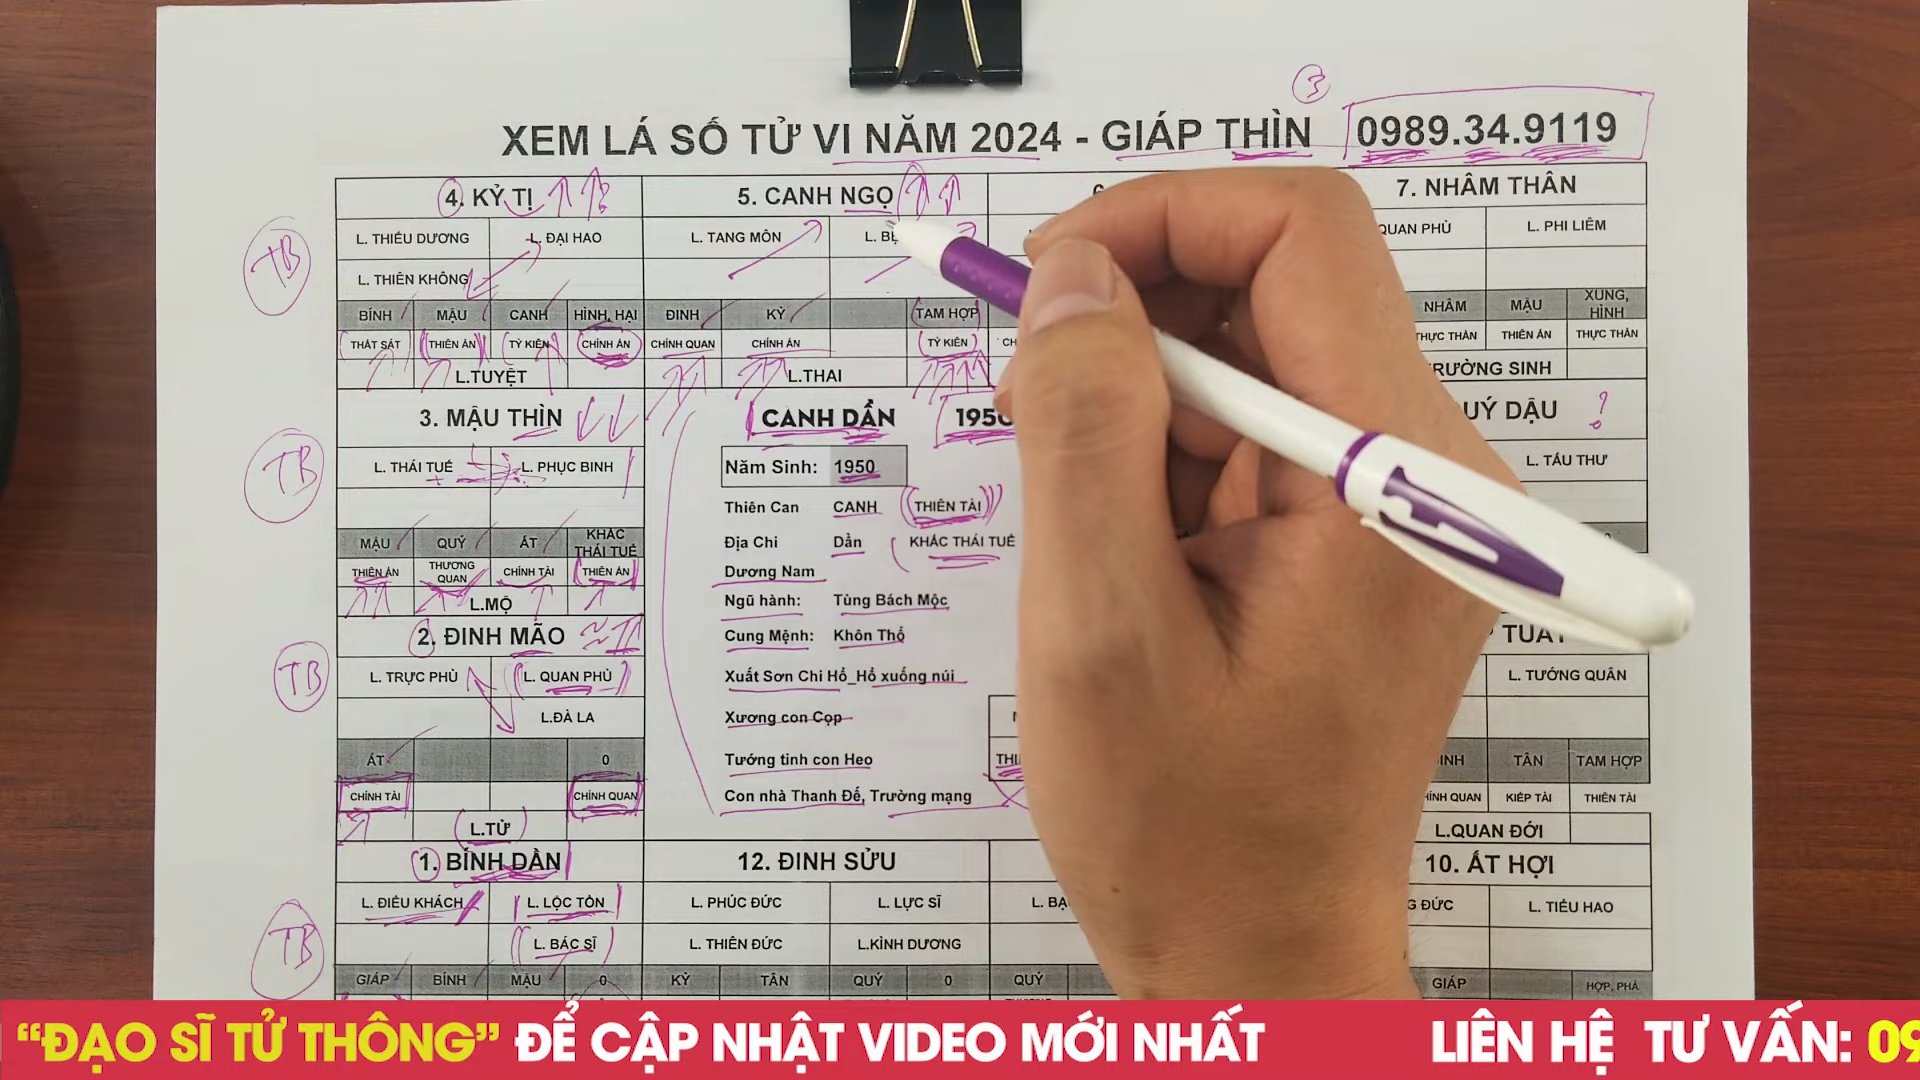 ③
XEM LÁ SỐ TỬ VI NĂM 2024 - GIÁP THÌN 0989.34.9119
4. KỶ TỊ 5. CANH NGỌ 7. NHÂM THÂN
L. THIẾU DƯƠNG L. ĐẠI HAO L. TANG MÔN QUAN PHÙ L. PHI LIÊM
TB
L. THIÊN KHÔNG
BÍNH MẬU CANH HÌNH, HẠI ĐINH KỶ TAM HỢP NHÂM MẬU XUNG, HÌNH
THẤT SÁT THIÊN ẤN TỶ KIÊN CHÍNH ẤN CHÍNH QUAN CHÍNH ẤN TỶ KIÊN THỰC THẦN THIÊN ẤN THỰC THẦN
L.TUYỆT L.THAI
3. MẬU THÌN CANH DẦN
TB
L. THÁI TUẾ L. PHỤC BINH Năm Sinh: 1950 L. TẤU THƯ
Thiên Can CANH THIÊN TÀI
MẬU QUÝ ẤT KHẮC THÁI TUẾ Địa Chi Dần KHẮC THÁI TUẾ
THIÊN ẤN THƯƠNG QUAN CHÍNH TÀI THIÊN ẤN Dương Nam
L.MỘ Ngũ hành: Tùng Bách Mộc
2. ĐINH MÃO Cung Mệnh: Khôn Thổ
TB
L. TRỰC PHÙ L. QUAN PHỦ Xuất Sơn Chi Hổ_Hổ xuống núi L. TƯỚNG QUÂN
L.ĐÀ LA Xương con Cọp
ẤT 0 Tướng tinh con Heo TÂN TAM HỢP
CHÍNH TÀI CHÍNH QUAN Con nhà Thanh Đế, Trường mạng KIẾP TÀI THIÊN TÀI
L.TỬ L.QUAN ĐỚI
1. BÍNH DẦN 12. ĐINH SỬU 10. ẤT HỢI
L. ĐIẾU KHÁCH L. LỘC TỒN L. PHÚC ĐỨC L. LỰC SĨ L. TIỂU HAO
TB
L. BÁC SĨ L. THIÊN ĐỨC L.KÌNH DƯƠNG
GIÁP BÍNH MẬU 0 KỶ TÂN QUÝ 0 QUÝ GIÁP HỢP, PHÁ
“ĐẠO SĨ TỬ THÔNG” ĐỂ CẬP NHẬT VIDEO MỚI NHẤT LIÊN HỆ TƯ VẤN: 09